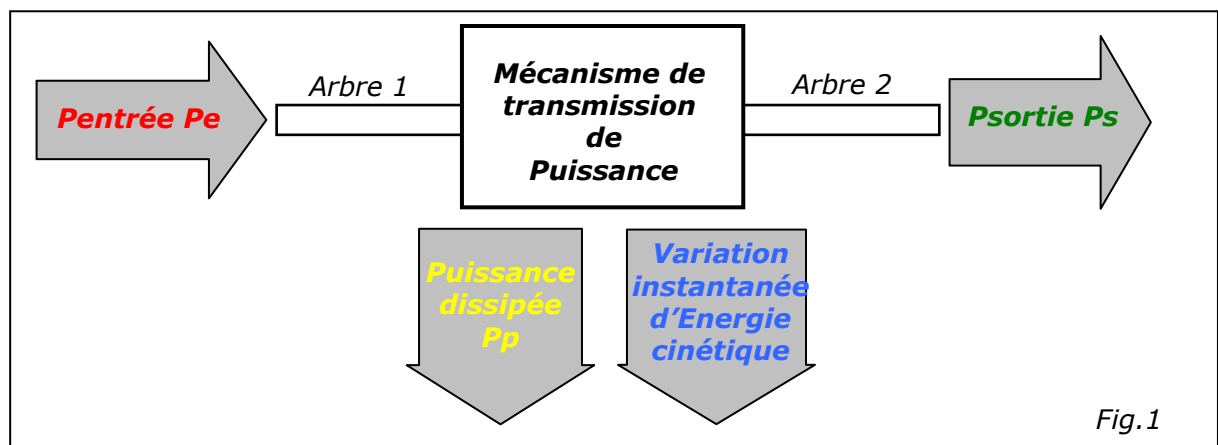 Pentrée Pe
Arbre 1
Mécanisme de
transmission
de
Puissance
Arbre 2
Psortie Ps
Puissance
dissipée
Pp
Variation
instantanée
d’Energie
cinétique
Fig.1